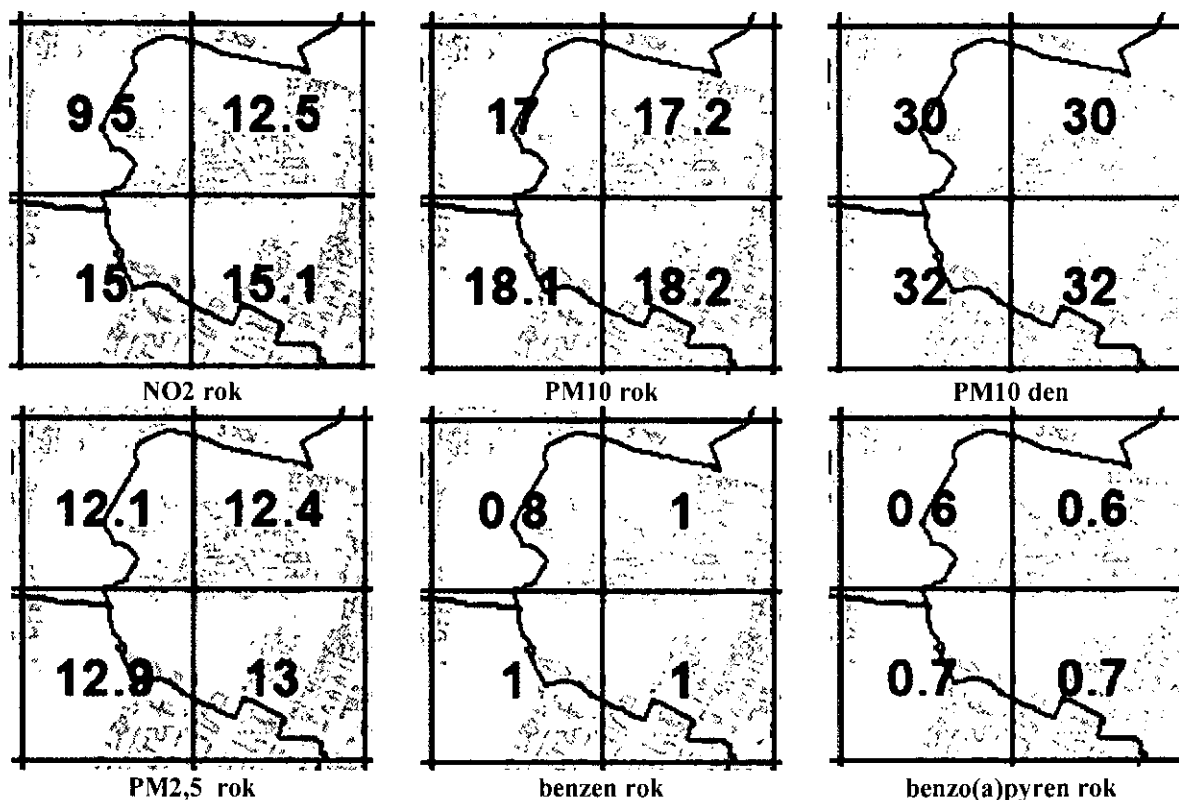 9.5 12.5 17 17.2 30 30
15 15.1 18.1 18.2 32 32
NO2 rok PM10 rok PM10 den
12.1 12.4 0.8 1 0.6 0.6
12.9 13 1 1 0.7 0.7
PM2,5 rok benzen rok benzo(a)pyren rok